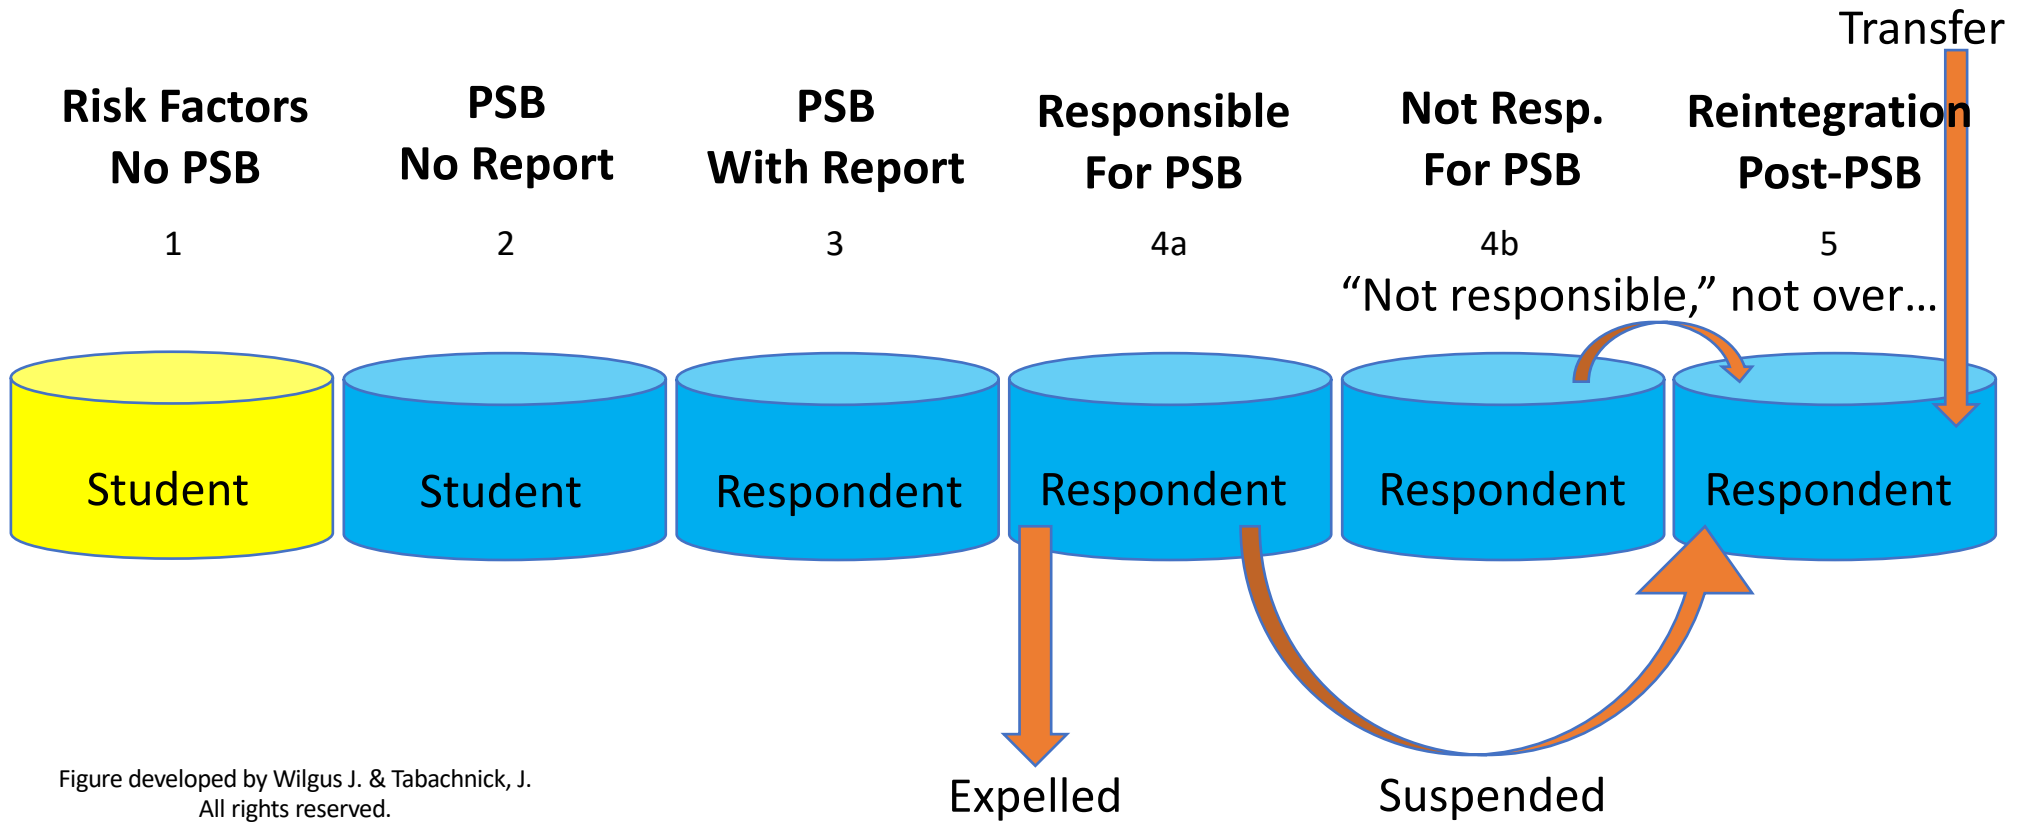 Transfer
Risk Factors
No PSB
1
PSB
No Report
2
PSB
With Report
3
Responsible
For PSB
4a
Not Resp.
For PSB
4b
Reintegration
Post-PSB
5
“Not responsible,” not over...
Student
Student
Respondent
Respondent
Respondent
Respondent
Expelled
Suspended
Figure developed by Wilgus J. & Tabachnick, J.
All rights reserved.